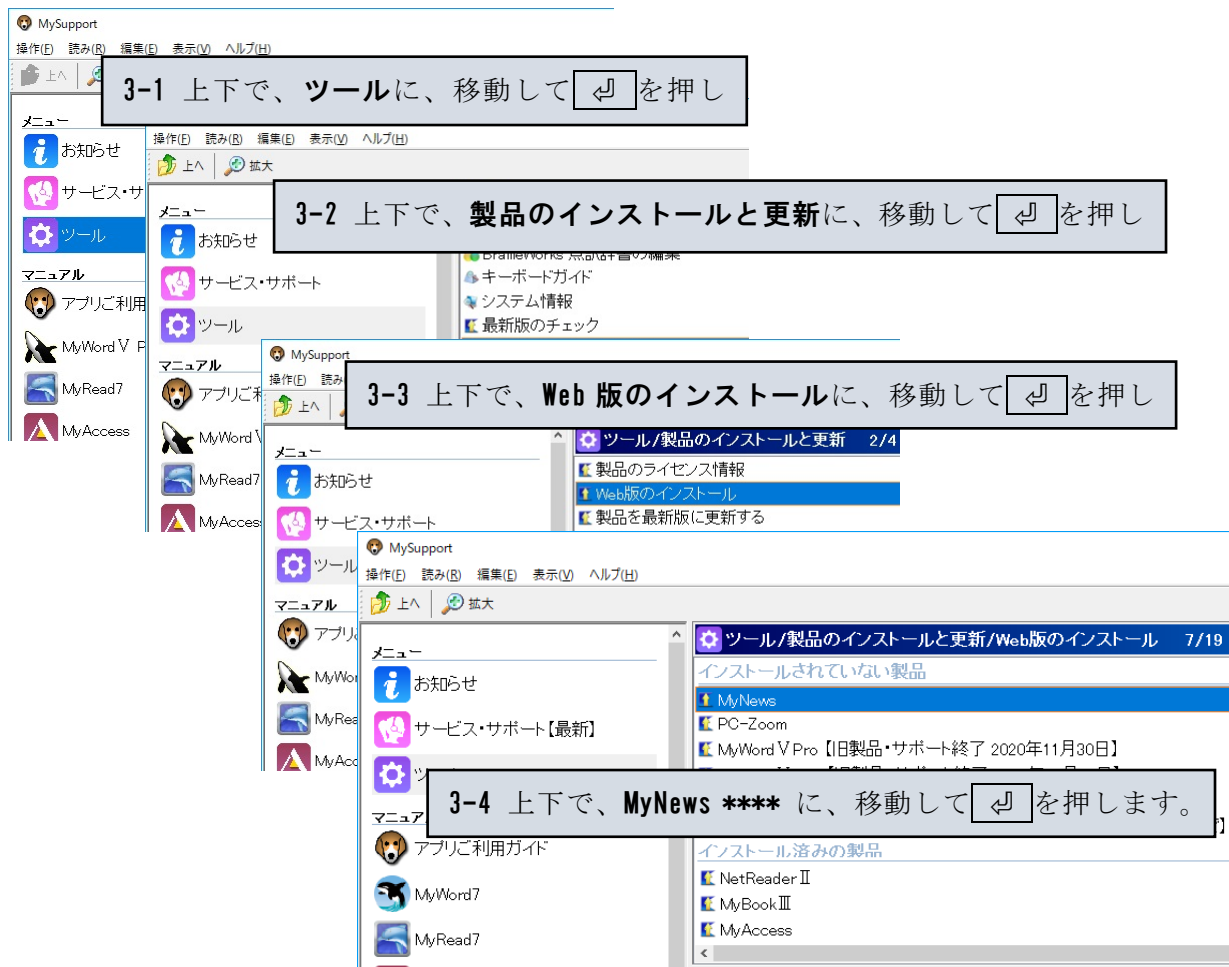 MySupport
操作(F) 読み(R) 編集(E) 表示(V) ヘルプ(H)
上へ
3-1 上下で、ツールに、移動して を押し
メニュー
お知らせ
サービス・サ
ツール
マニュアル
アプリご利用
MyWord Ⅴ P
MyRead7
MyAccess
操作(F) 読み(R) 編集(E) 表示(V) ヘルプ(H)
上へ 拡大
3-2 上下で、製品のインストールと更新に、移動して を押し
メニュー
お知らせ
サービス・サポート
ツール
マニュアル
アプリご利
MyWord Ⅴ
MyRead7
MyAccess
BrailleWorks 点訳辞書の編集
キーボードガイド
システム情報
最新版のチェック
MySupport
操作(F) 読み
上へ
3-3 上下で、Web 版のインストールに、移動して を押し
メニュー
お知らせ
サービス・サポート
ツール
マニュアル
アプリ
MyWo
MyRea
MyAcc
ツール/製品のインストールと更新 2/4
製品のライセンス情報
Web版のインストール
製品を最新版に更新する
MySupport
操作(F) 読み(R) 編集(E) 表示(V) ヘルプ(H)
上へ 拡大
メニュー
お知らせ
サービス・サポート【最新】
マニュア
アプリご利用ガイド
MyWord7
MyRead7
ツール/製品のインストールと更新/Web版のインストール 7/19
インストールされていない製品
MyNews
PC-Zoom
MyWord Ⅴ Pro 【旧製品・サポート終了 2020年11月30日】
3-4 上下で、MyNews **** に、移動して を押します。
インストール済みの製品
NetReader Ⅱ
MyBook Ⅲ
MyAccess